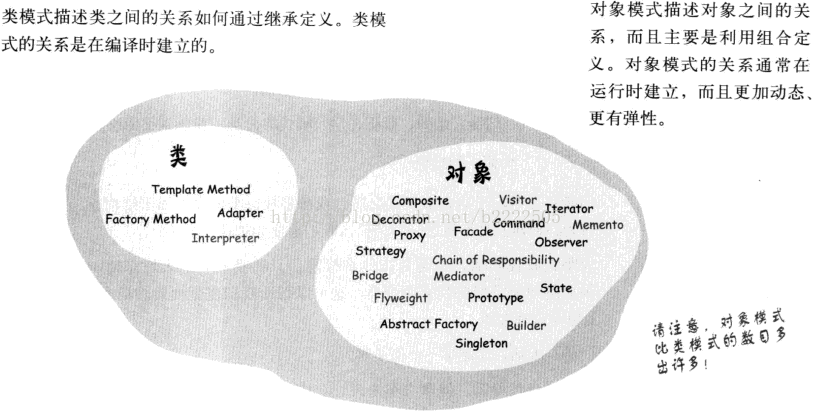 类模式描述类之间的关系如何通过继承定义。类模
式的关系是在编译时建立的。
对象模式描述对象之间的关
系，而且主要是利用组合定
义。对象模式的关系通常在
运行时建立，而且更加动态、
更有弹性。
类
Template Method
Factory Method
Adapter
Interpreter
对象
Composite
Visitor
Iterator
Decorator
Command
Memento
Proxy
Facade
Observer
Strategy
Chain of Responsibility
Bridge
Mediator
State
Flyweight
Prototype
Abstract Factory
Builder
Singleton
请注意，对象模式
比类模式的数目多
出许多！